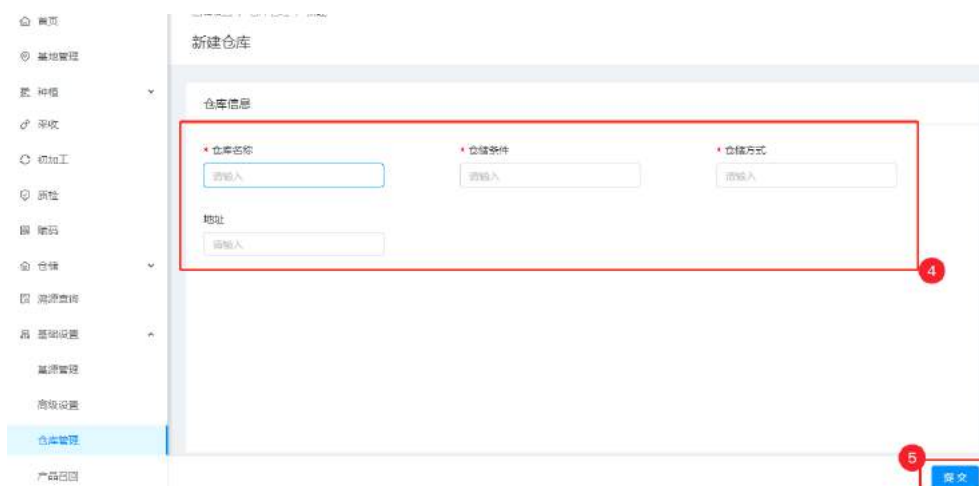 首页
基地管理
种植
采收
初加工
质检
赋码
仓储
溯源查询
基础设置
基源管理
高级设置
仓库管理
产品召回
新建仓库
仓库信息
* 仓库名称
* 仓储条件
* 仓储方式
请输入
请输入
请输入
地址
请输入
4
5
提交